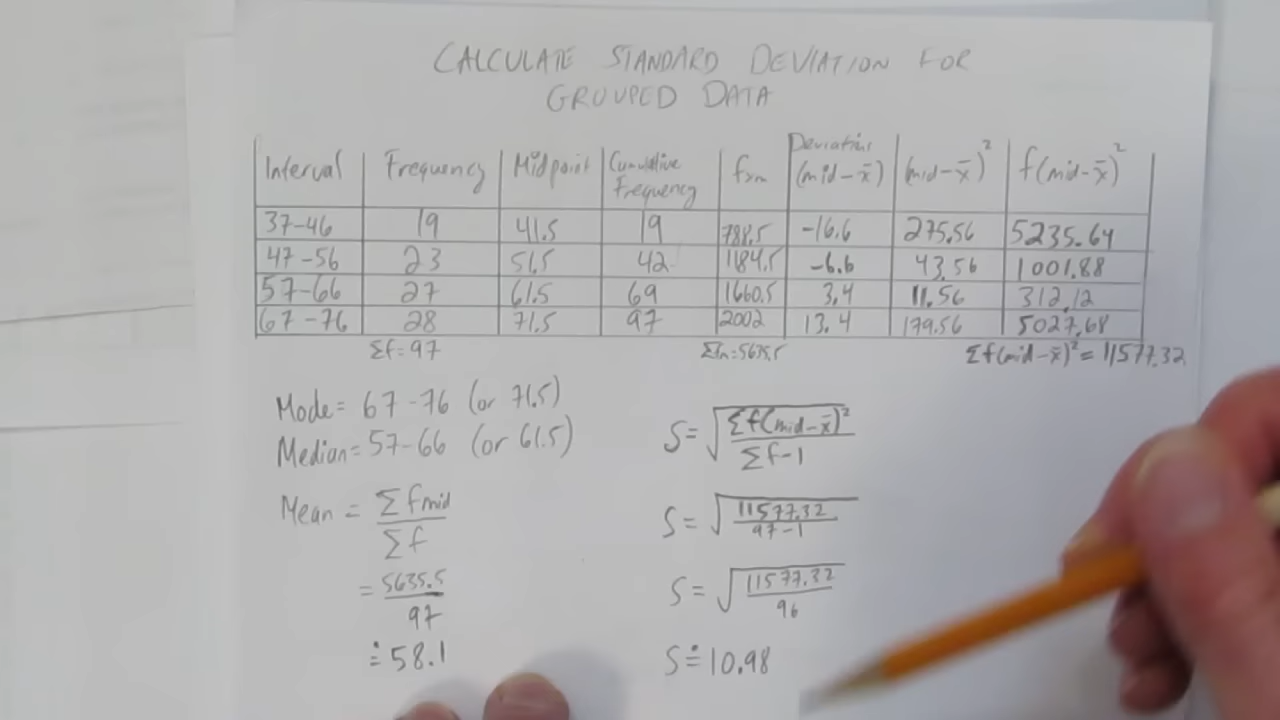 CALCULATE STANDARD DEVIATION FOR
GROUPED DATA
Interval Frequency Midpoint Cumulative Frequency fxm Deviations (mid-x̄) (mid-x̄)² f(mid-x̄)²
37-46 19 41.5 19 788.5 -16.6 275.56 5235.64
47-56 23 51.5 42 1184.5 -6.6 43.56 1001.88
57-66 27 61.5 69 1660.5 3.4 11.56 312.12
67-76 28 71.5 97 2002 13.4 179.56 5027.68
Σf=97 Σfm=5635.5 Σf(mid-x̄)²=11577.32
Mode= 67-76 (or 71.5)
Median= 57-66 (or 61.5)
Mean = Σfmid / Σf
= 5635.5 / 97
≐ 58.1
S=√(Σf(mid-x̄)² / Σf-1)
S=√(11577.32 / 97-1)
S=√(11577.32 / 96)
S≐10.98